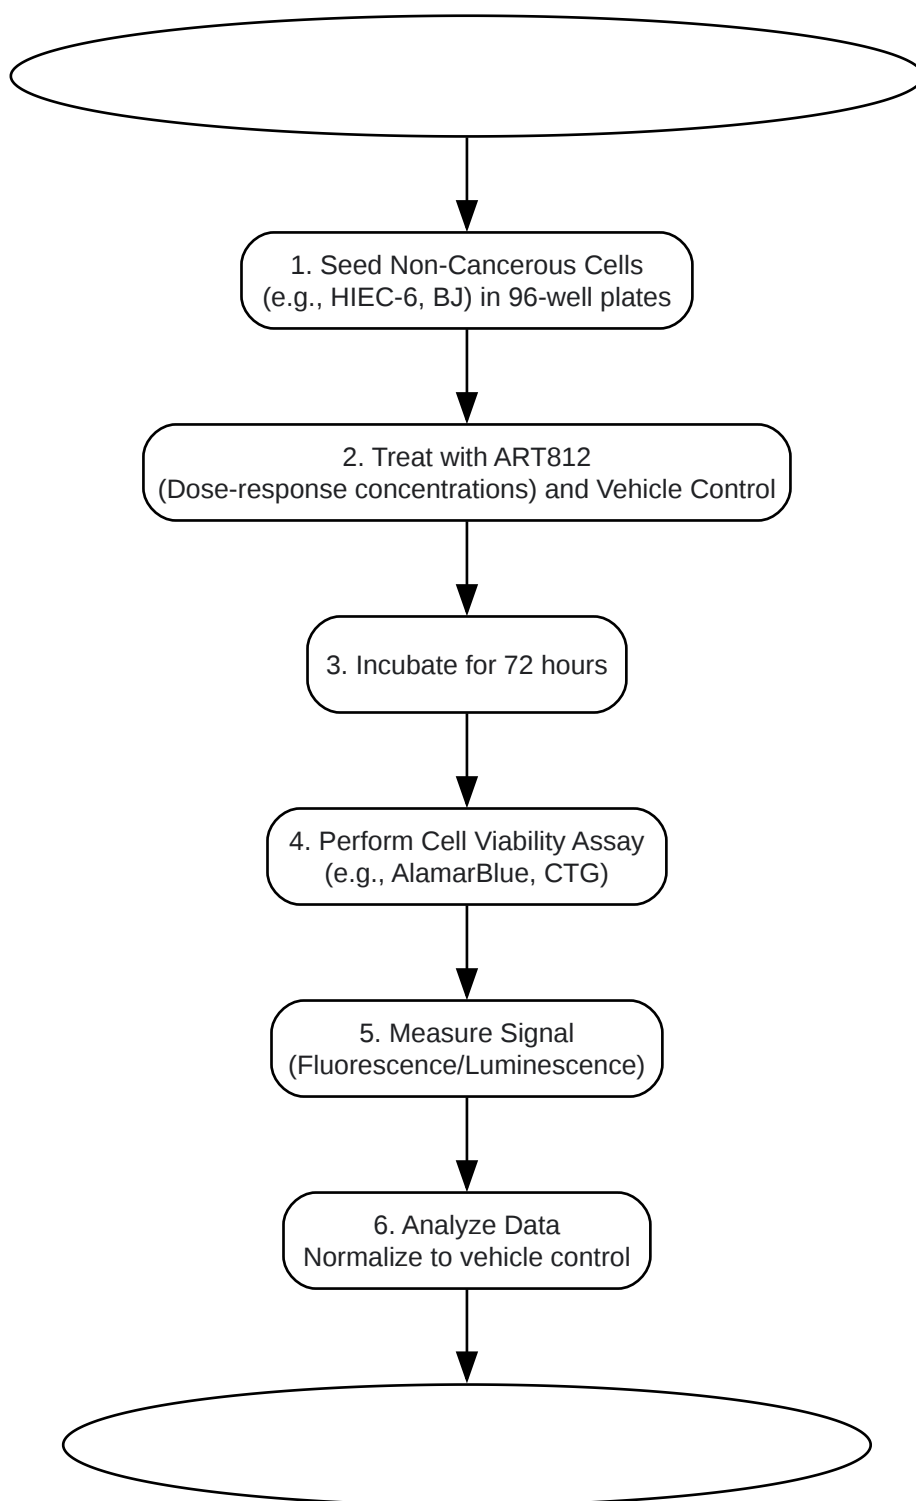 1. Seed Non-Cancerous Cells
(e.g., HIEC-6, BJ) in 96-well plates
2. Treat with ART812
(Dose-response concentrations) and Vehicle Control
3. Incubate for 72 hours
4. Perform Cell Viability Assay
(e.g., AlamarBlue, CTG)
5. Measure Signal
(Fluorescence/Luminescence)
6. Analyze Data
Normalize to vehicle control